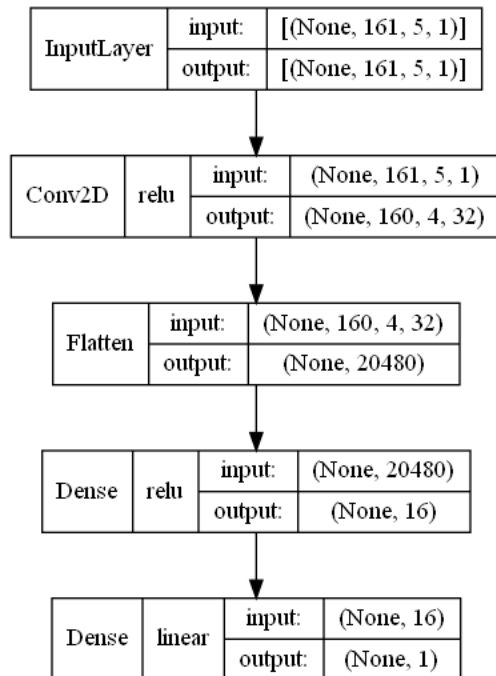 InputLayer input: [(None, 161, 5, 1)]
output: [(None, 161, 5, 1)]
Conv2D relu input: (None, 161, 5, 1)
output: (None, 160, 4, 32)
Flatten input: (None, 160, 4, 32)
output: (None, 20480)
Dense relu input: (None, 20480)
output: (None, 16)
Dense linear input: (None, 16)
output: (None, 1)